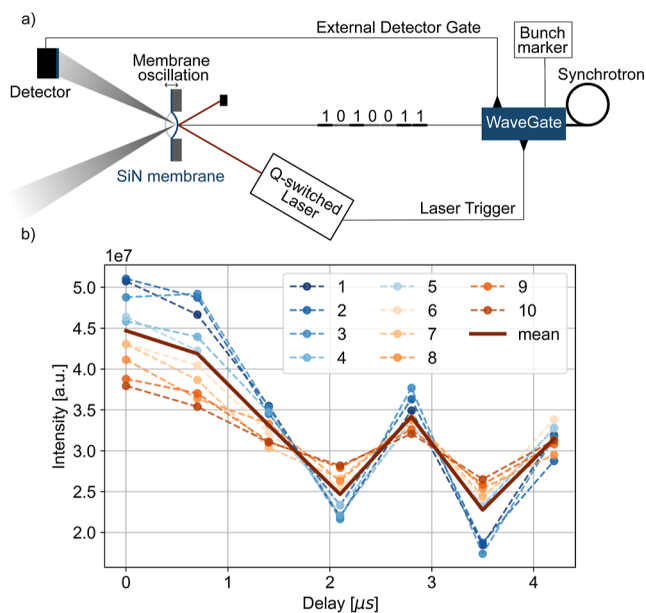 a)
External Detector Gate
Bunch
marker
Membrane
oscillation
Synchrotron
Detector
1 0 1 0 0 1 1
WaveGate
SiN membrane
Q-switched
Laser
Laser Trigger
b)
1e7
5.0
4.5
4.0
3.5
3.0
2.5
2.0
Intensity [a.u.]
1 5 9
2 6 10
3 7 mean
4 8
0 1 2 3 4
Delay [μs]